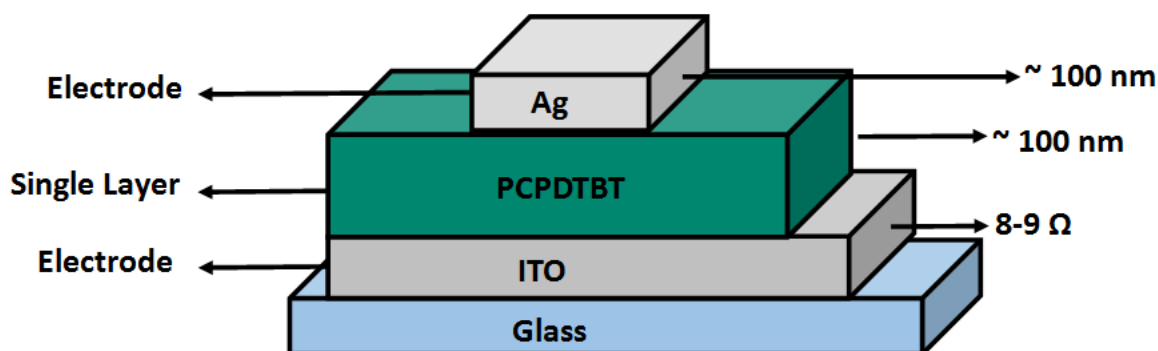 Electrode
Ag
~ 100 nm
~ 100 nm
Single Layer
PCPDTBT
8-9 Ω
Electrode
ITO
Glass